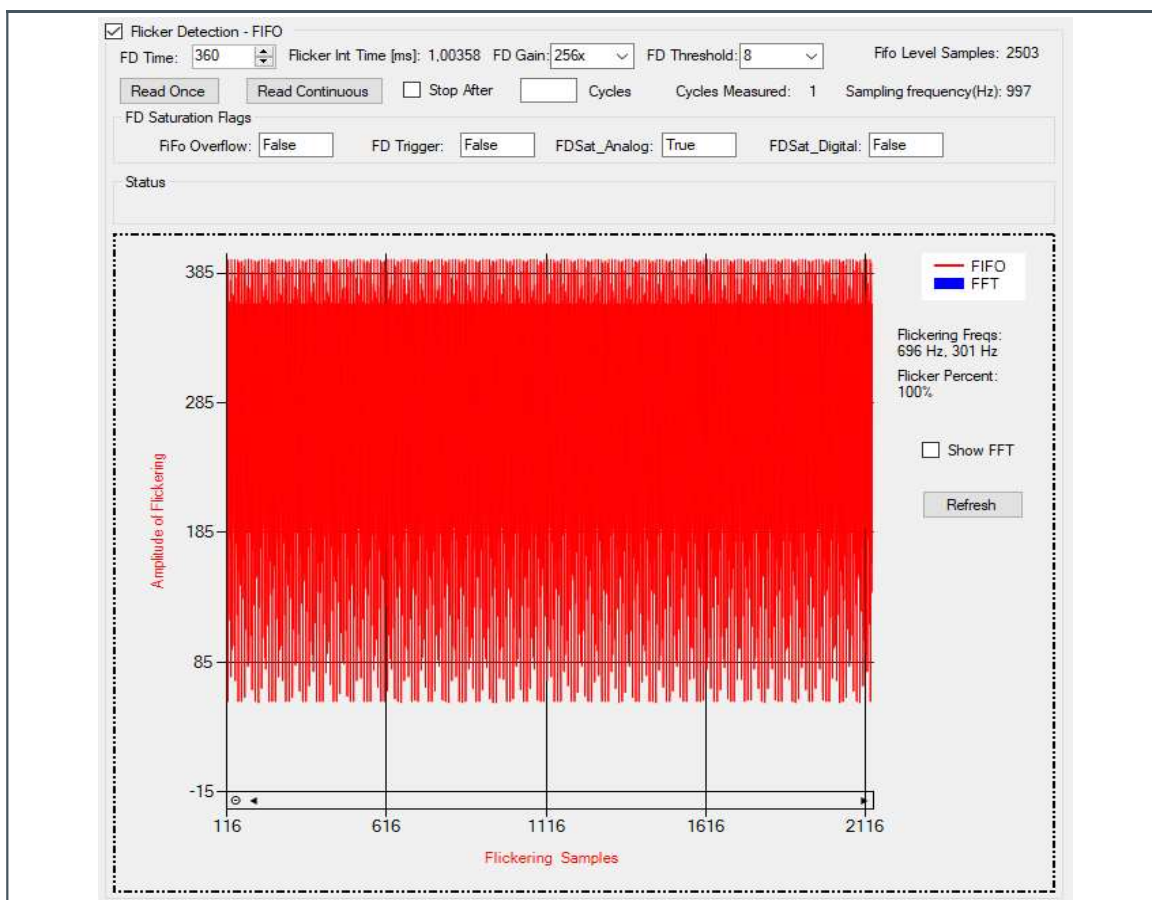 Flicker Detection - FIFO
FD Time: 360 Flicker Int Time [ms]: 1,00358 FD Gain: 256x FD Threshold: 8 Fifo Level Samples: 2503
Read Once Read Continuous Stop After Cycles Cycles Measured: 1 Sampling frequency(Hz): 997
FD Saturation Flags
FiFo Overflow: False FD Trigger: False FDSat_Analog: True FDSat_Digital: False
Status
385
285
185
85
-15
Amplitude of Flickering
116 616 1116 1616 2116
Flickering Samples
FIFO
FFT
Flickering Freqs:
696 Hz, 301 Hz
Flicker Percent:
100%
Show FFT
Refresh